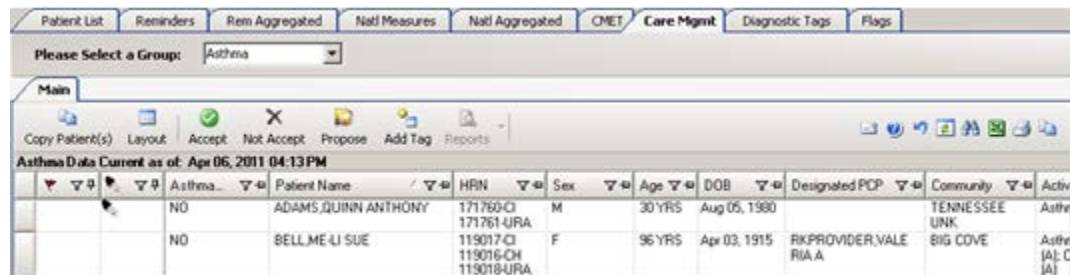 Patient List Reminders Rem Aggregated Natl Measures Natl Aggregated CMET Care Mgmt Diagnostic Tags Flags
Please Select a Group: Asthma
Main
Copy Patient(s) Layout Accept Not Accept Propose Add Tag Reports
Asthma Data Current as of: Apr 06, 2011 04:13 PM
Asthma... Patient Name HRN Sex Age DOB Designated PCP Community Activ
NO ADAMS,QUINN ANTHONY 171760-CI M 30 YRS Aug 05, 1980 TENNESSEE Asthm
171761-URA UNK
NO BELL,ME-LI SUE 119017-CI F 96 YRS Apr 03, 1915 RKPROVIDER,VALE BIG COVE Asthm
119016-CH RIA A [A]; C
119018-URA [A]